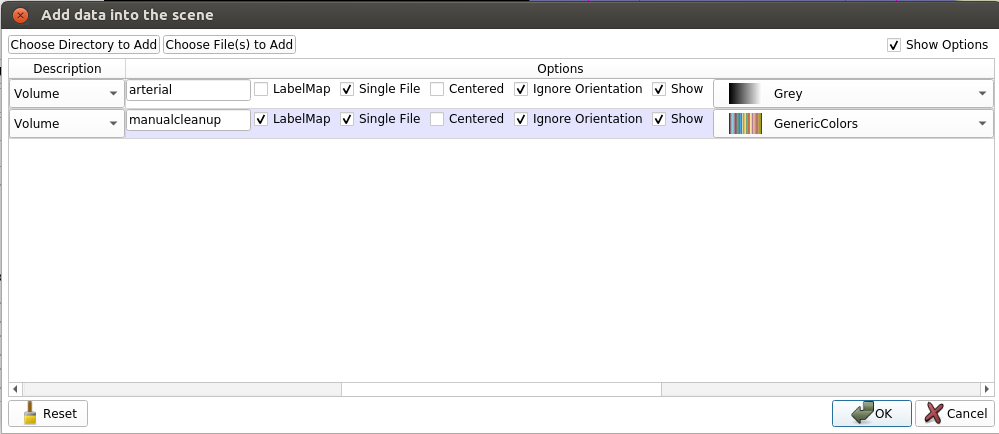 Add data into the scene
Choose Directory to Add Choose File(s) to Add Show Options
Description Options
Volume arterial LabelMap Single File Centered Ignore Orientation Show Grey
Volume manualcleanup LabelMap Single File Centered Ignore Orientation Show GenericColors
Reset OK Cancel